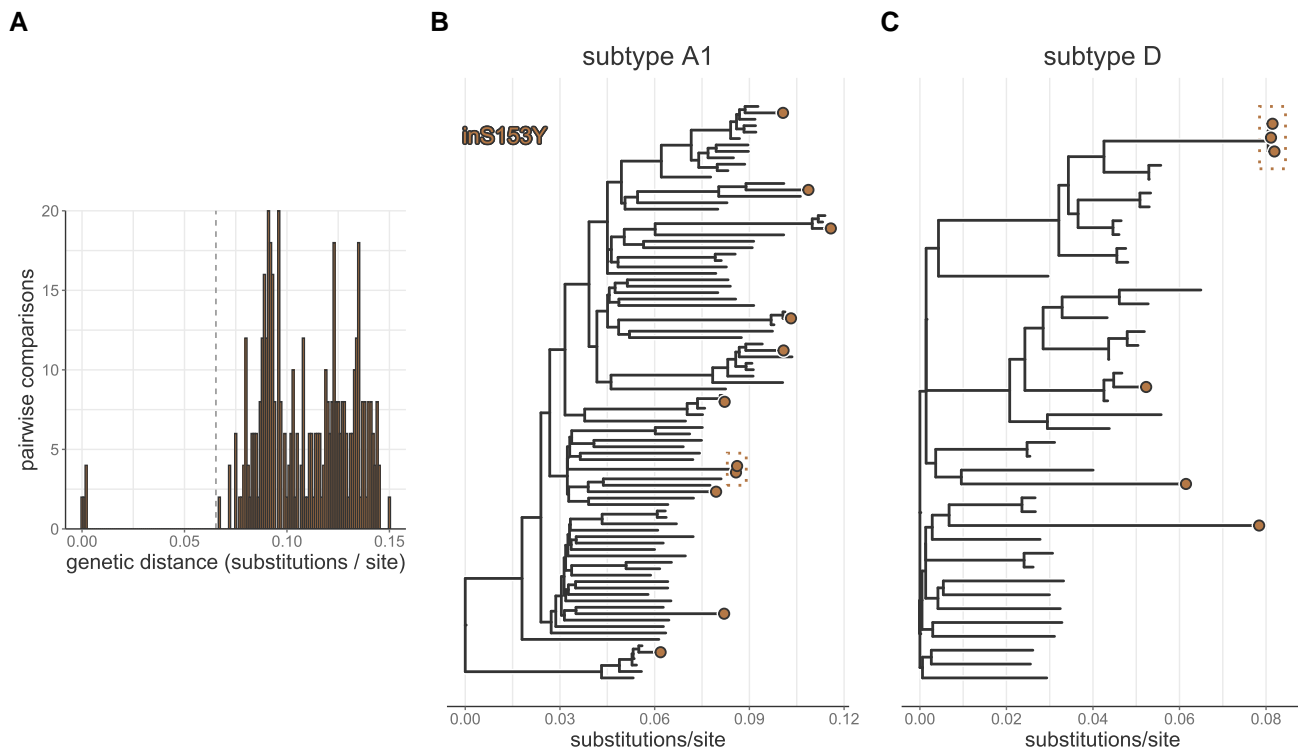 A
B
C
subtype A1
subtype D
inS153Y
pairwise comparisons
20
15
10
5
0
0.00
0.05
0.10
0.15
genetic distance (substitutions / site)
0.00
0.03
0.06
0.09
0.12
substitutions/site
0.00
0.02
0.04
0.06
0.08
substitutions/site